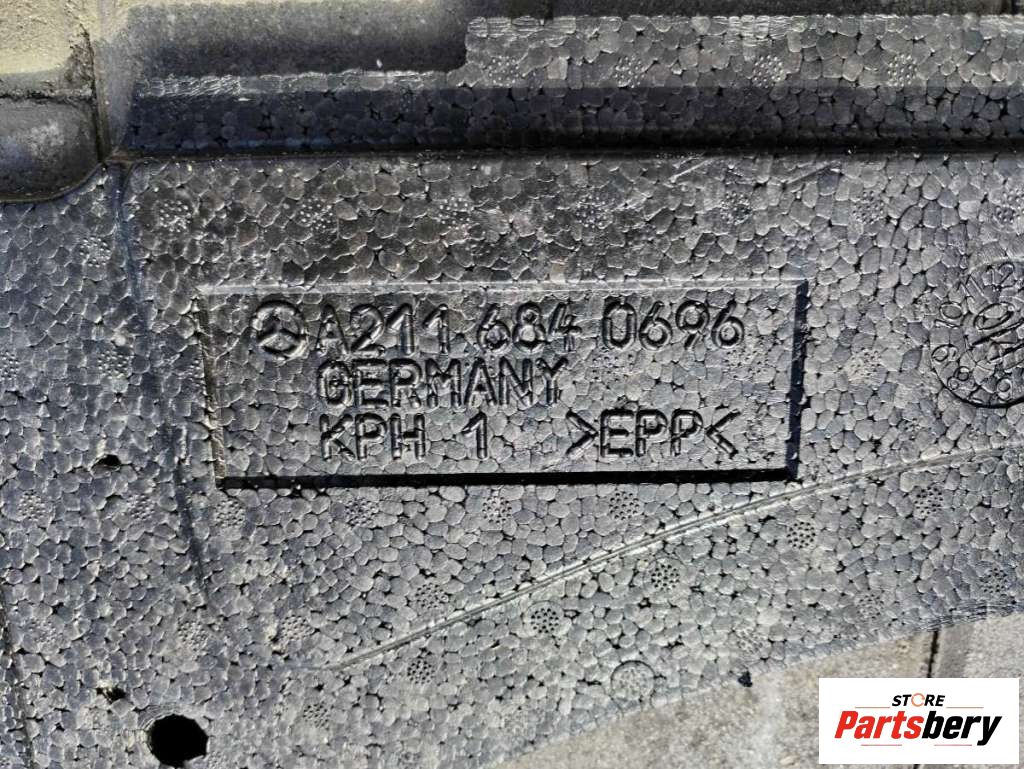 A211 684 0696
GERMANY
KPH 1 >EPP<
STORE
Partsbery